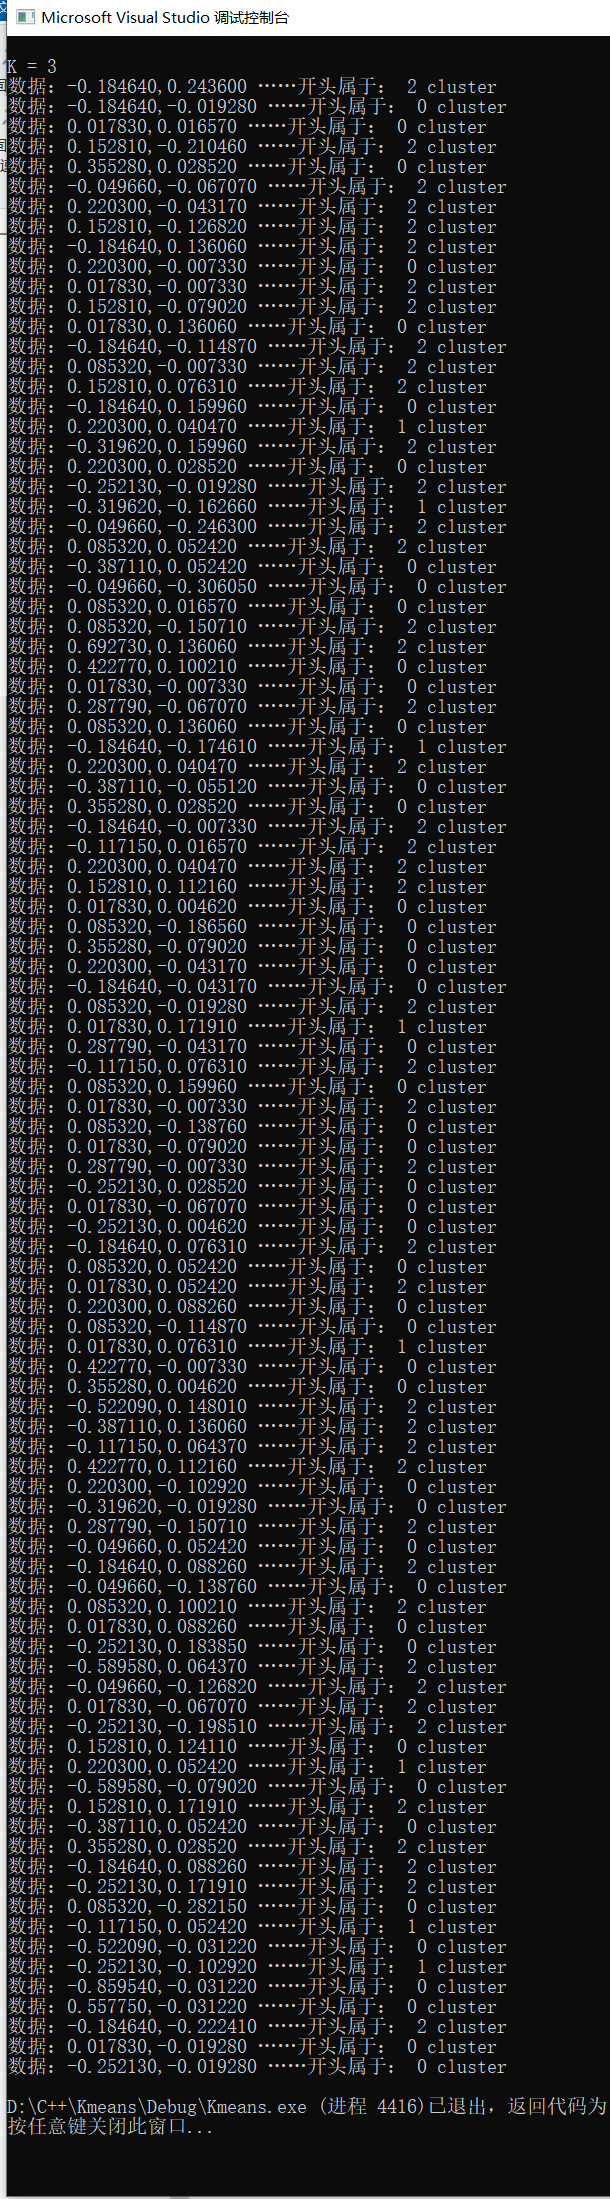 Microsoft Visual Studio 调试控制台
K = 3
数据：-0.184640,0.243600 ……开头属于： 2 cluster
数据：-0.184640,-0.019280 ……开头属于： 0 cluster
数据：0.017830,0.016570 ……开头属于： 0 cluster
数据：0.152810,-0.210460 ……开头属于： 2 cluster
数据：0.355280,0.028520 ……开头属于： 0 cluster
数据：-0.049660,-0.067070 ……开头属于： 2 cluster
数据：0.220300,-0.043170 ……开头属于： 2 cluster
数据：0.152810,-0.126820 ……开头属于： 2 cluster
数据：-0.184640,0.136060 ……开头属于： 2 cluster
数据：0.220300,-0.007330 ……开头属于： 0 cluster
数据：0.017830,-0.007330 ……开头属于： 2 cluster
数据：0.152810,-0.079020 ……开头属于： 2 cluster
数据：0.017830,0.136060 ……开头属于： 0 cluster
数据：-0.184640,-0.114870 ……开头属于： 2 cluster
数据：0.085320,-0.007330 ……开头属于： 2 cluster
数据：0.152810,0.076310 ……开头属于： 2 cluster
数据：-0.184640,0.159960 ……开头属于： 0 cluster
数据：0.220300,0.040470 ……开头属于： 1 cluster
数据：-0.319620,0.159960 ……开头属于： 2 cluster
数据：0.220300,0.028520 ……开头属于： 0 cluster
数据：-0.252130,-0.019280 ……开头属于： 2 cluster
数据：-0.319620,-0.162660 ……开头属于： 1 cluster
数据：-0.049660,-0.246300 ……开头属于： 2 cluster
数据：0.085320,0.052420 ……开头属于： 2 cluster
数据：-0.387110,0.052420 ……开头属于： 0 cluster
数据：-0.049660,-0.306050 ……开头属于： 0 cluster
数据：0.085320,0.016570 ……开头属于： 0 cluster
数据：0.085320,-0.150710 ……开头属于： 2 cluster
数据：0.692730,0.136060 ……开头属于： 2 cluster
数据：0.422770,0.100210 ……开头属于： 0 cluster
数据：0.017830,-0.007330 ……开头属于： 0 cluster
数据：0.287790,-0.067070 ……开头属于： 2 cluster
数据：0.085320,0.136060 ……开头属于： 0 cluster
数据：-0.184640,-0.174610 ……开头属于： 1 cluster
数据：0.220300,0.040470 ……开头属于： 2 cluster
数据：-0.387110,-0.055120 ……开头属于： 0 cluster
数据：0.355280,0.028520 ……开头属于： 0 cluster
数据：-0.184640,-0.007330 ……开头属于： 2 cluster
数据：-0.117150,0.016570 ……开头属于： 2 cluster
数据：0.220300,0.040470 ……开头属于： 2 cluster
数据：0.152810,0.112160 ……开头属于： 2 cluster
数据：0.017830,0.004620 ……开头属于： 0 cluster
数据：0.085320,-0.186560 ……开头属于： 0 cluster
数据：0.355280,-0.079020 ……开头属于： 0 cluster
数据：0.220300,-0.043170 ……开头属于： 0 cluster
数据：-0.184640,-0.043170 ……开头属于： 0 cluster
数据：0.085320,-0.019280 ……开头属于： 2 cluster
数据：0.017830,0.171910 ……开头属于： 1 cluster
数据：0.287790,-0.043170 ……开头属于： 0 cluster
数据：-0.117150,0.076310 ……开头属于： 2 cluster
数据：0.085320,0.159960 ……开头属于： 0 cluster
数据：0.017830,-0.007330 ……开头属于： 2 cluster
数据：0.085320,-0.138760 ……开头属于： 0 cluster
数据：0.017830,-0.079020 ……开头属于： 0 cluster
数据：0.287790,-0.007330 ……开头属于： 2 cluster
数据：-0.252130,0.028520 ……开头属于： 0 cluster
数据：0.017830,-0.067070 ……开头属于： 0 cluster
数据：-0.252130,0.004620 ……开头属于： 0 cluster
数据：-0.184640,0.076310 ……开头属于： 2 cluster
数据：0.085320,0.052420 ……开头属于： 0 cluster
数据：0.017830,0.052420 ……开头属于： 2 cluster
数据：0.220300,0.088260 ……开头属于： 0 cluster
数据：0.085320,-0.114870 ……开头属于： 0 cluster
数据：0.017830,0.076310 ……开头属于： 1 cluster
数据：0.422770,-0.007330 ……开头属于： 0 cluster
数据：0.355280,0.004620 ……开头属于： 0 cluster
数据：-0.522090,0.148010 ……开头属于： 2 cluster
数据：-0.387110,0.136060 ……开头属于： 2 cluster
数据：-0.117150,0.064370 ……开头属于： 2 cluster
数据：0.422770,0.112160 ……开头属于： 2 cluster
数据：0.220300,-0.102920 ……开头属于： 0 cluster
数据：-0.319620,-0.019280 ……开头属于： 0 cluster
数据：0.287790,-0.150710 ……开头属于： 2 cluster
数据：-0.049660,0.052420 ……开头属于： 0 cluster
数据：-0.184640,0.088260 ……开头属于： 2 cluster
数据：-0.049660,-0.138760 ……开头属于： 0 cluster
数据：0.085320,0.100210 ……开头属于： 2 cluster
数据：0.017830,0.088260 ……开头属于： 0 cluster
数据：-0.252130,0.183850 ……开头属于： 0 cluster
数据：-0.589580,0.064370 ……开头属于： 2 cluster
数据：-0.049660,-0.126820 ……开头属于： 2 cluster
数据：0.017830,-0.067070 ……开头属于： 2 cluster
数据：-0.252130,-0.198510 ……开头属于： 2 cluster
数据：0.152810,0.124110 ……开头属于： 0 cluster
数据：0.220300,0.052420 ……开头属于： 1 cluster
数据：-0.589580,-0.079020 ……开头属于： 0 cluster
数据：0.152810,0.171910 ……开头属于： 2 cluster
数据：-0.387110,0.052420 ……开头属于： 0 cluster
数据：0.355280,0.028520 ……开头属于： 2 cluster
数据：-0.184640,0.088260 ……开头属于： 2 cluster
数据：-0.252130,0.171910 ……开头属于： 2 cluster
数据：0.085320,-0.282150 ……开头属于： 0 cluster
数据：-0.117150,0.052420 ……开头属于： 1 cluster
数据：-0.522090,-0.031220 ……开头属于： 0 cluster
数据：-0.252130,-0.102920 ……开头属于： 1 cluster
数据：-0.859540,-0.031220 ……开头属于： 0 cluster
数据：0.557750,-0.031220 ……开头属于： 0 cluster
数据：-0.184640,-0.222410 ……开头属于： 2 cluster
数据：0.017830,-0.019280 ……开头属于： 0 cluster
数据：-0.252130,-0.019280 ……开头属于： 0 cluster
D:\C++\Kmeans\Debug\Kmeans.exe (进程 4416)已退出，返回代码为
按任意键关闭此窗口...